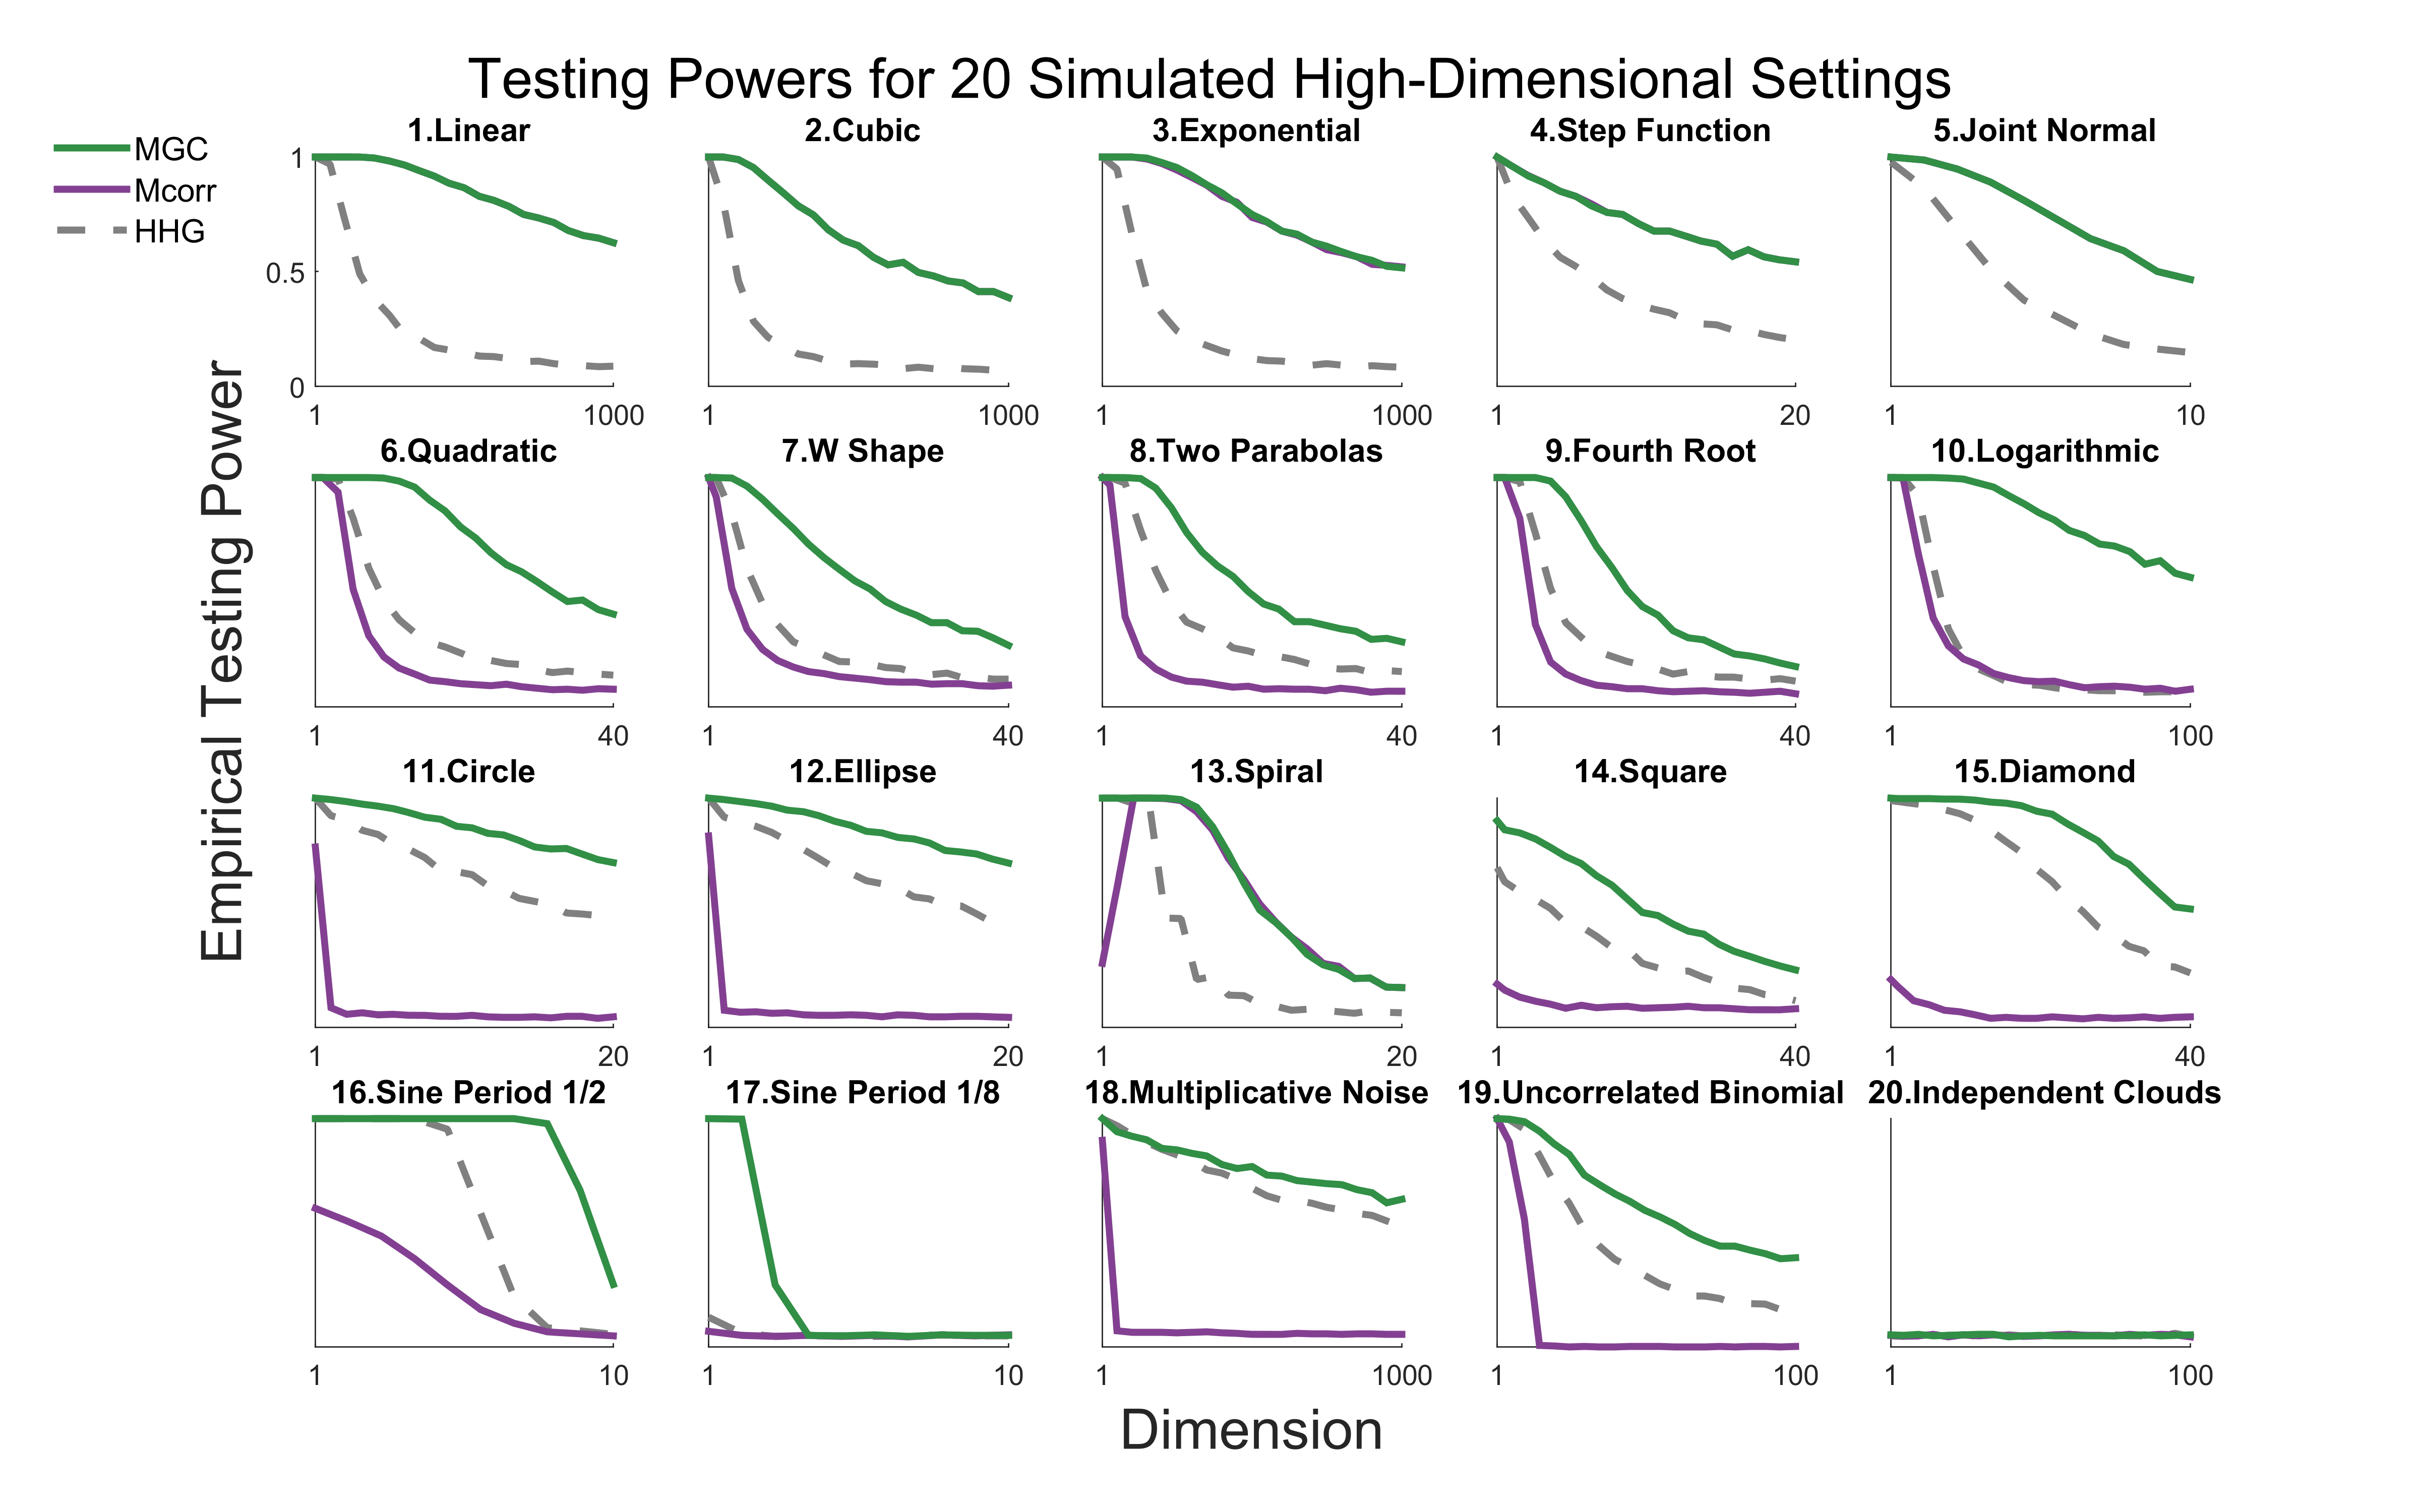 Testing Powers for 20 Simulated High-Dimensional Settings
MGC
Mcorr
HHG
Empirical Testing Power
1.Linear
2.Cubic
3.Exponential
4.Step Function
5.Joint Normal
1
0.5
0
1 1000
1 1000
1 1000
1 20
1 10
6.Quadratic
7.W Shape
8.Two Parabolas
9.Fourth Root
10.Logarithmic
1 40
1 40
1 40
1 40
1 100
11.Circle
12.Ellipse
13.Spiral
14.Square
15.Diamond
1 20
1 20
1 20
1 40
1 40
16.Sine Period 1/2
17.Sine Period 1/8
18.Multiplicative Noise
19.Uncorrelated Binomial
20.Independent Clouds
1 10
1 10
1 1000
1 100
1 100
Dimension